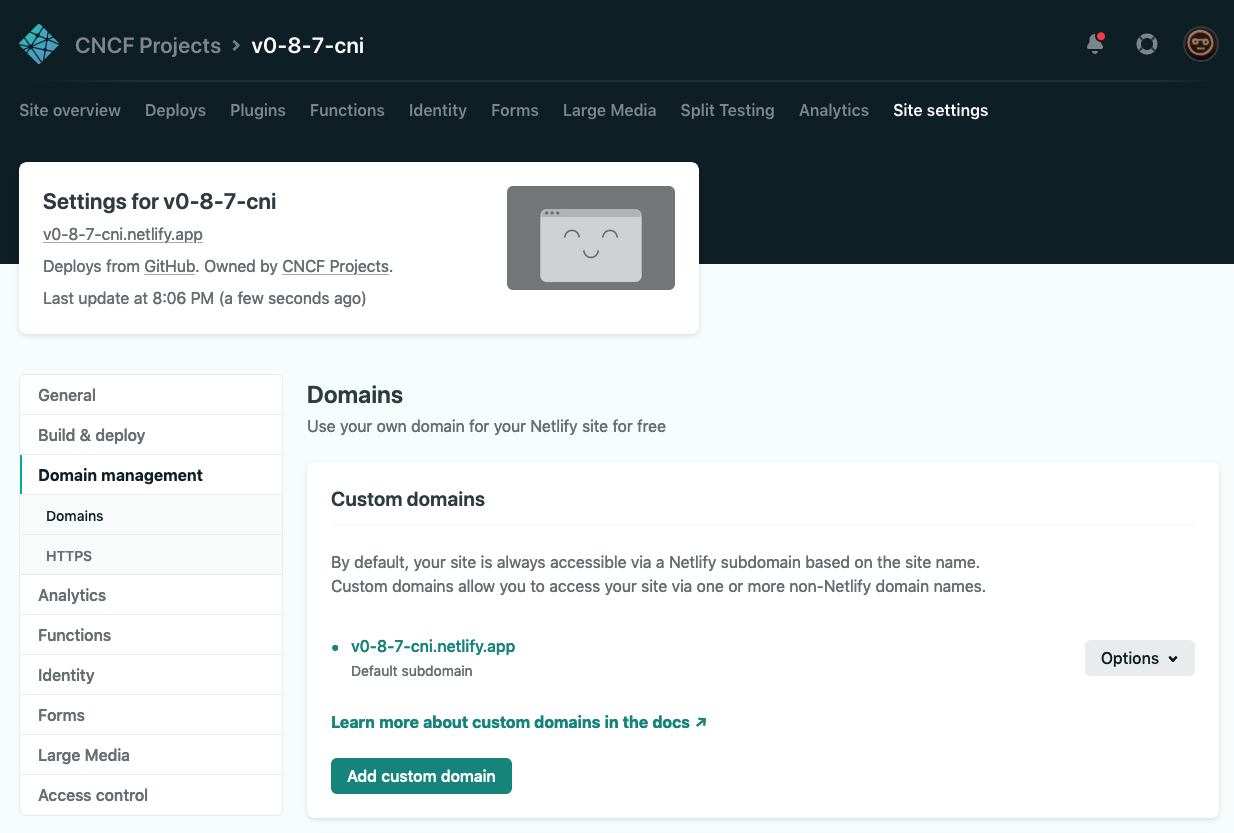 CNCF Projects > v0-8-7-cni
Site overview Deploys Plugins Functions Identity Forms Large Media Split Testing Analytics Site settings
Settings for v0-8-7-cni
v0-8-7-cni.netlify.app
Deploys from GitHub. Owned by CNCF Projects.
Last update at 8:06 PM (a few seconds ago)
General
Build & deploy
Domain management
Domains
HTTPS
Analytics
Functions
Identity
Forms
Large Media
Access control
Domains
Use your own domain for your Netlify site for free
Custom domains
By default, your site is always accessible via a Netlify subdomain based on the site name.
Custom domains allow you to access your site via one or more non-Netlify domain names.
v0-8-7-cni.netlify.app
Default subdomain
Options
Learn more about custom domains in the docs ↗
Add custom domain